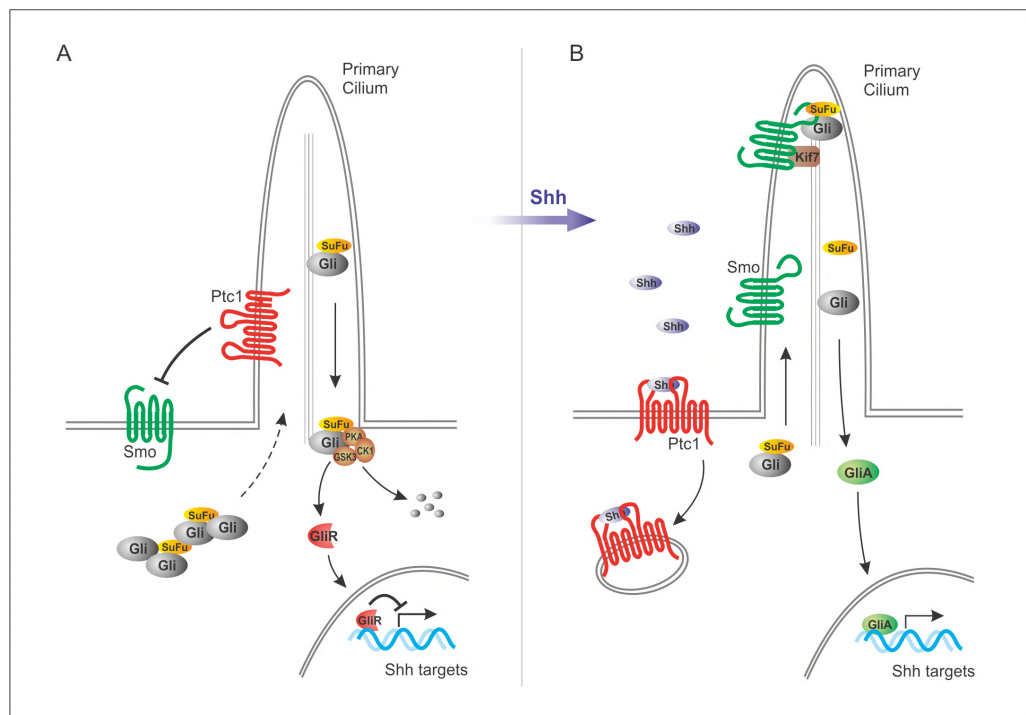 A
Primary
Cilium
SuFu
Gli
Ptc1
Smo
SuFu
Gli
PKA
CK1
GSK3
SuFu
Gli
Gli
Gli
SuFu
Gli
GliR
GliR
Shh targets
Shh
B
Primary
Cilium
SuFu
Gli
Kif7
Shh
SuFu
Smo
Shh
Gli
Shh
Shh
Ptc1
SuFu
Gli
GliA
Shh
GliA
Shh targets